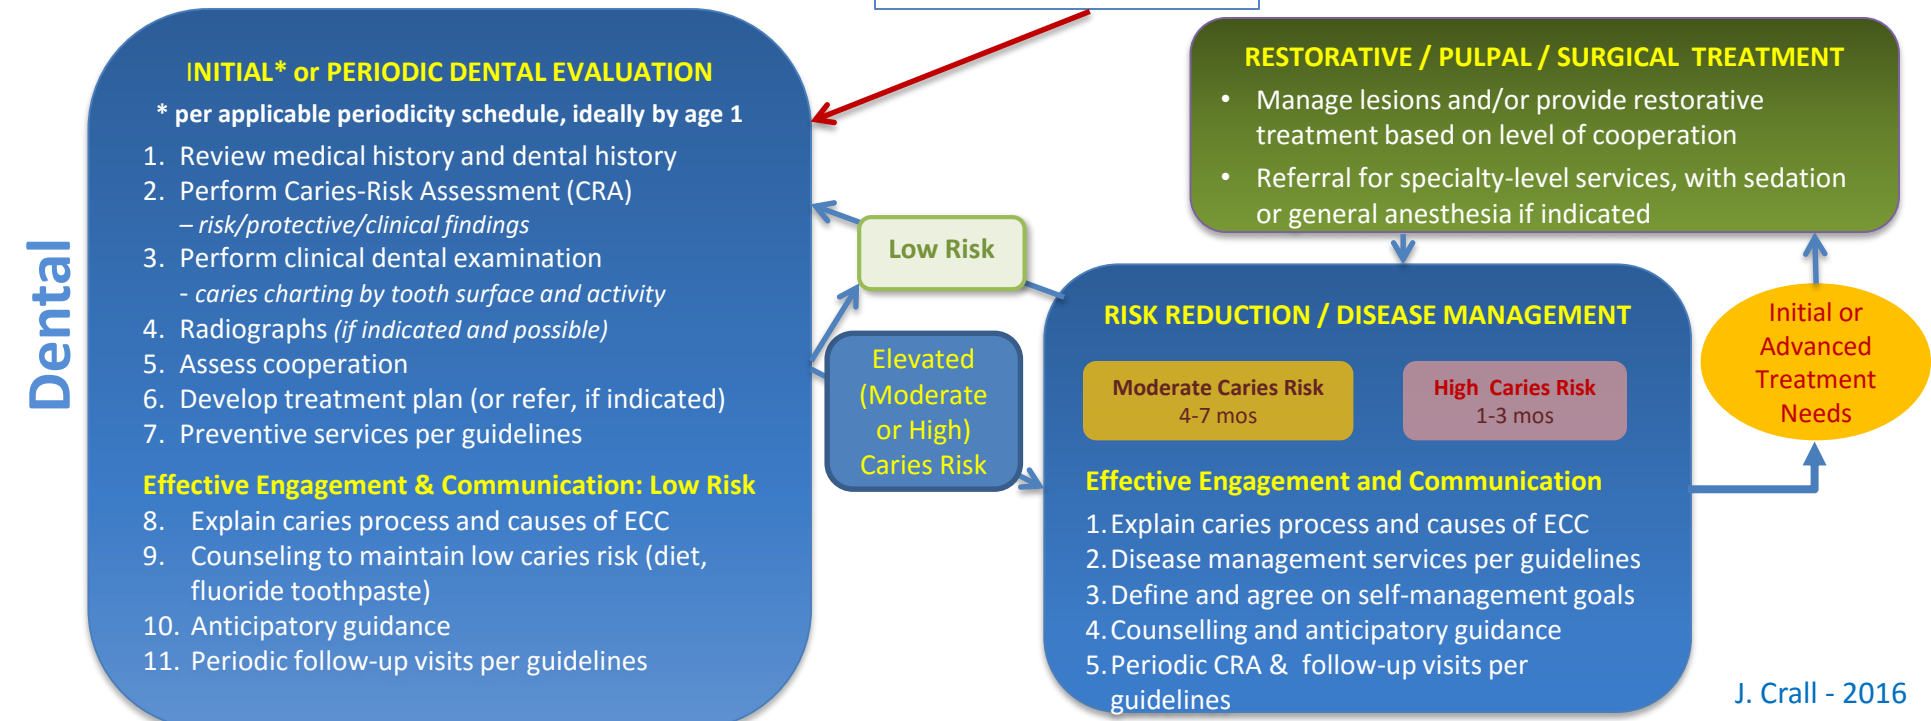 Dental
INITIAL* or PERIODIC DENTAL EVALUATION
* per applicable periodicity schedule, ideally by age 1
1. Review medical history and dental history
2. Perform Caries-Risk Assessment (CRA)
– risk/protective/clinical findings
3. Perform clinical dental examination
- caries charting by tooth surface and activity
4. Radiographs (if indicated and possible)
5. Assess cooperation
6. Develop treatment plan (or refer, if indicated)
7. Preventive services per guidelines
Effective Engagement & Communication: Low Risk
8. Explain caries process and causes of ECC
9. Counseling to maintain low caries risk (diet,
fluoride toothpaste)
10. Anticipatory guidance
11. Periodic follow-up visits per guidelines
Low Risk
Elevated
(Moderate
or High)
Caries Risk
RESTORATIVE / PULPAL / SURGICAL TREATMENT
• Manage lesions and/or provide restorative
treatment based on level of cooperation
• Referral for specialty-level services, with sedation
or general anesthesia if indicated
RISK REDUCTION / DISEASE MANAGEMENT
Moderate Caries Risk
4-7 mos
High Caries Risk
1-3 mos
Effective Engagement and Communication
1. Explain caries process and causes of ECC
2. Disease management services per guidelines
3. Define and agree on self-management goals
4. Counselling and anticipatory guidance
5. Periodic CRA & follow-up visits per
guidelines
Initial or
Advanced
Treatment
Needs
J. Crall - 2016